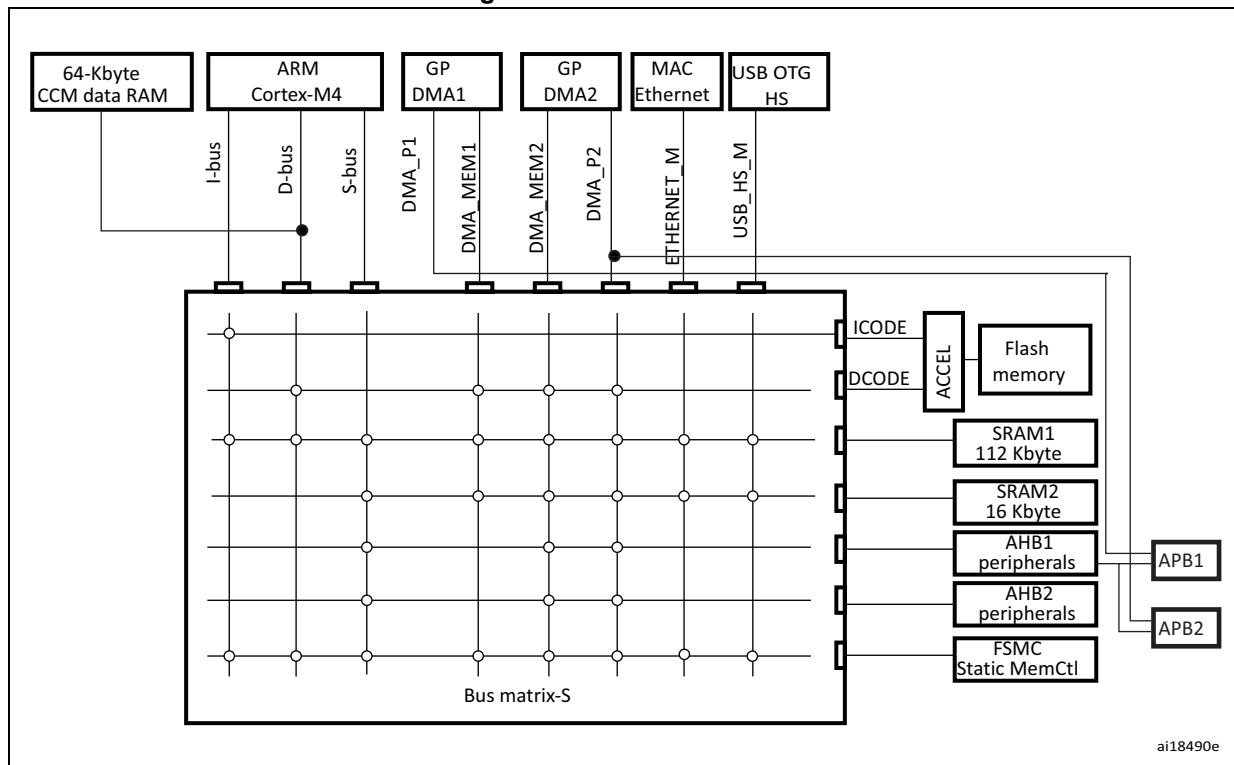 64-Kbyte
CCM data RAM
ARM
Cortex-M4
GP
DMA1
GP
DMA2
MAC
Ethernet
USB OTG
HS
I-bus
D-bus
S-bus
DMA_P1
DMA_MEM1
DMA_MEM2
DMA_P2
ETHERNET_M
USB_HS_M
ICODE
DCODE
ACCEL
Flash
memory
SRAM1
112 Kbyte
SRAM2
16 Kbyte
AHB1
peripherals
AHB2
peripherals
FSMC
Static MemCtl
APB1
APB2
Bus matrix-S
ai18490e